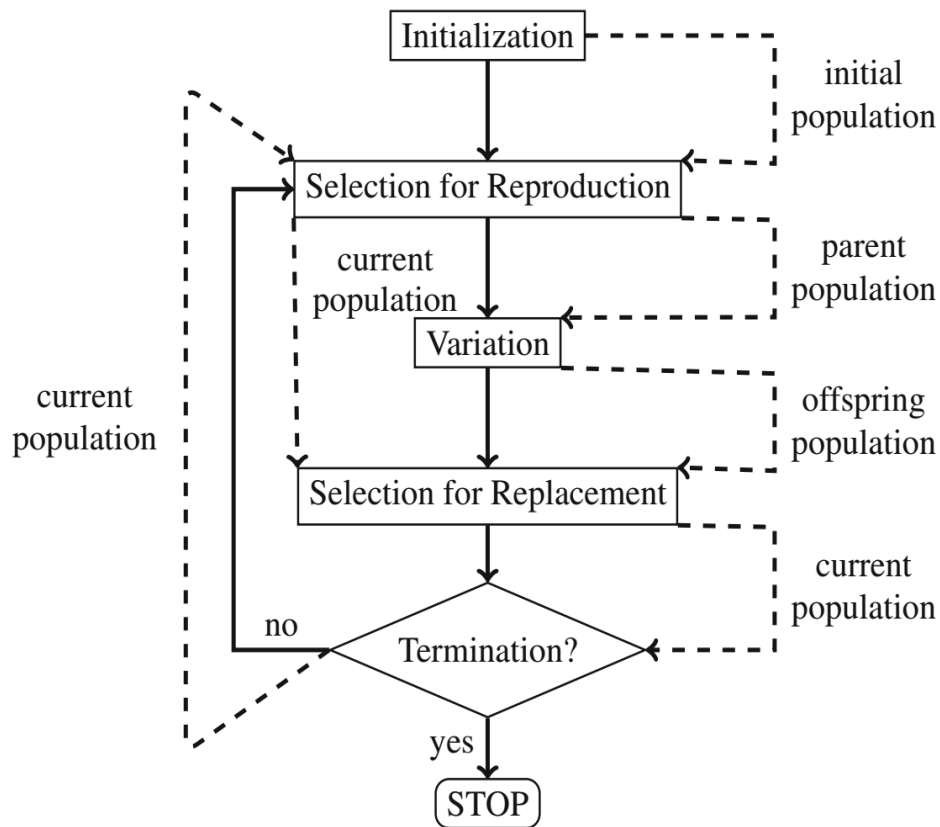 Initialization
initial
population
Selection for Reproduction
current
population
parent
population
Variation
current
population
offspring
population
Selection for Replacement
current
population
no
Termination?
yes
STOP